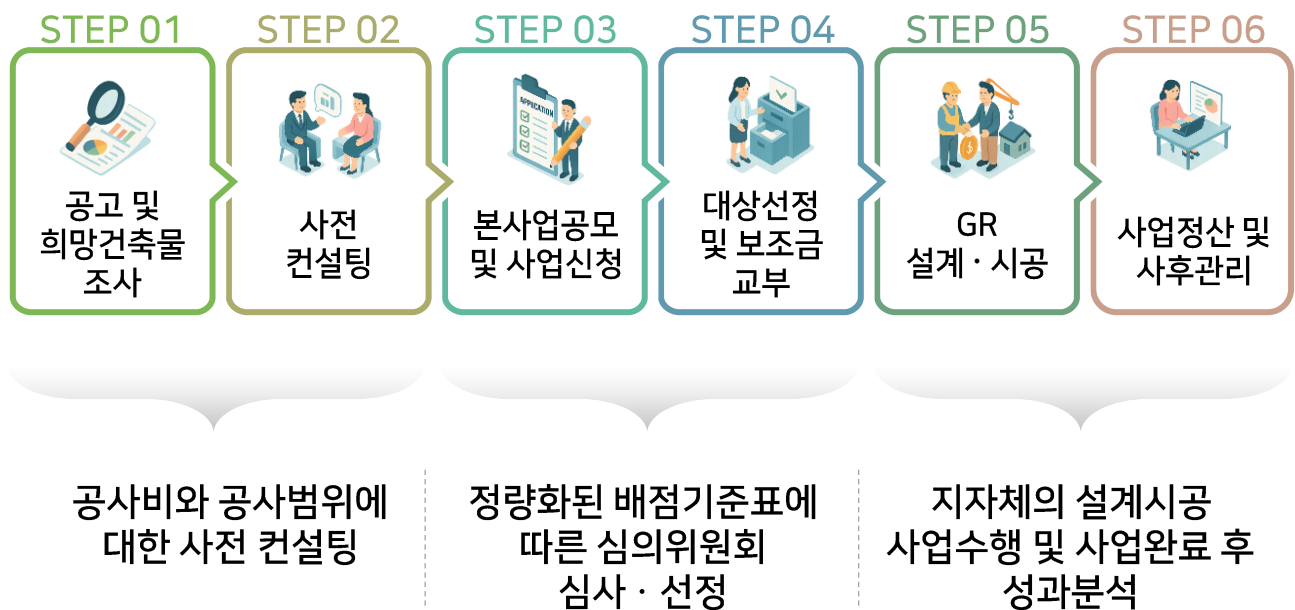 STEP 01
공고 및
희망건축물
조사
STEP 02
사전
컨설팅
STEP 03
APPLICATION
본사업공모
및 사업신청
STEP 04
대상선정
및 보조금
교부
STEP 05
$
GR
설계 · 시공
STEP 06
사업정산 및
사후관리
공사비와 공사범위에
대한 사전 컨설팅
정량화된 배점기준표에
따른 심의위원회
심사 · 선정
지자체의 설계시공
사업수행 및 사업완료 후
성과분석